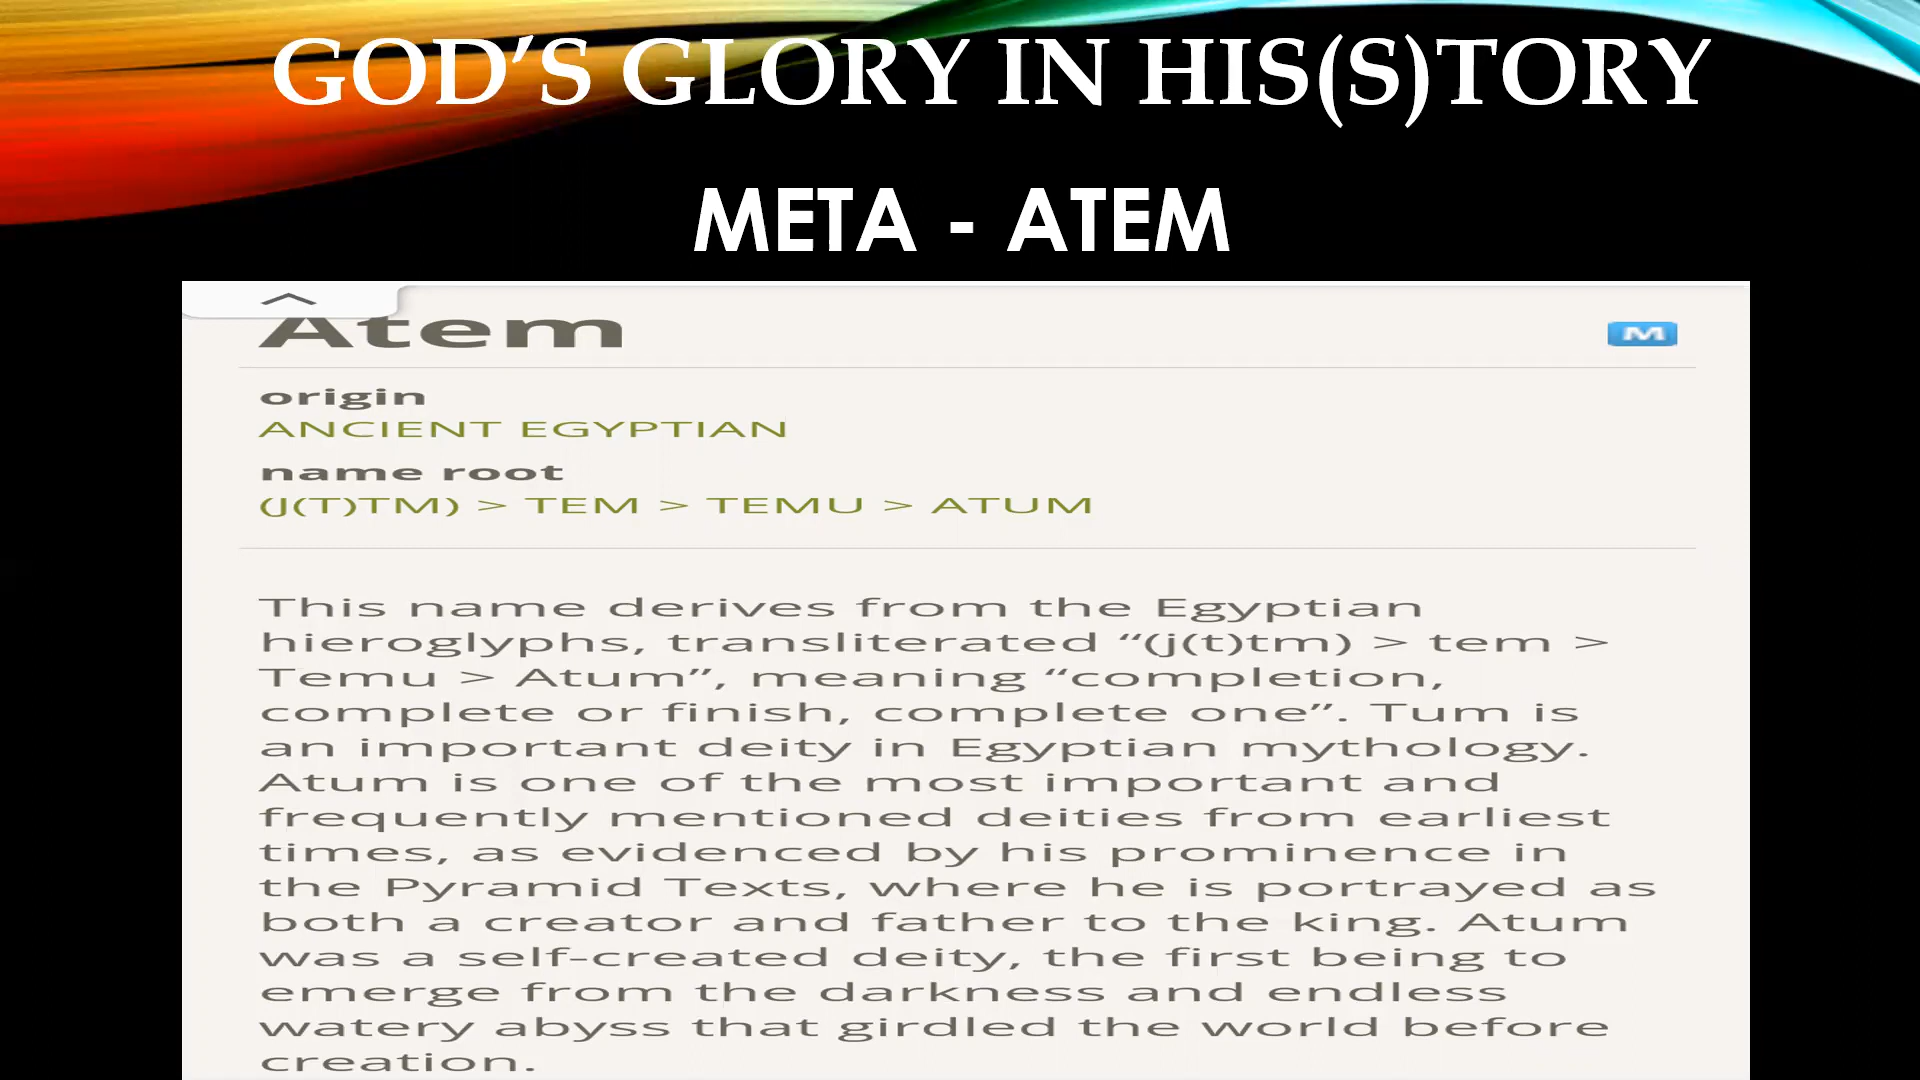 GOD’S GLORY IN HIS(S)TORY
META - ATEM
Atem
M
origin
ANCIENT EGYPTIAN
name root
(J(T)TM) > TEM > TEMU > ATUM
This name derives from the Egyptian
hieroglyphs, transliterated “(j(t)tm) > tem >
Temu > Atum”, meaning “completion,
complete or finish, complete one”. Tum is
an important deity in Egyptian mythology.
Atum is one of the most important and
frequently mentioned deities from earliest
times, as evidenced by his prominence in
the Pyramid Texts, where he is portrayed as
both a creator and father to the king. Atum
was a self-created deity, the first being to
emerge from the darkness and endless
watery abyss that girdled the world before
creation.